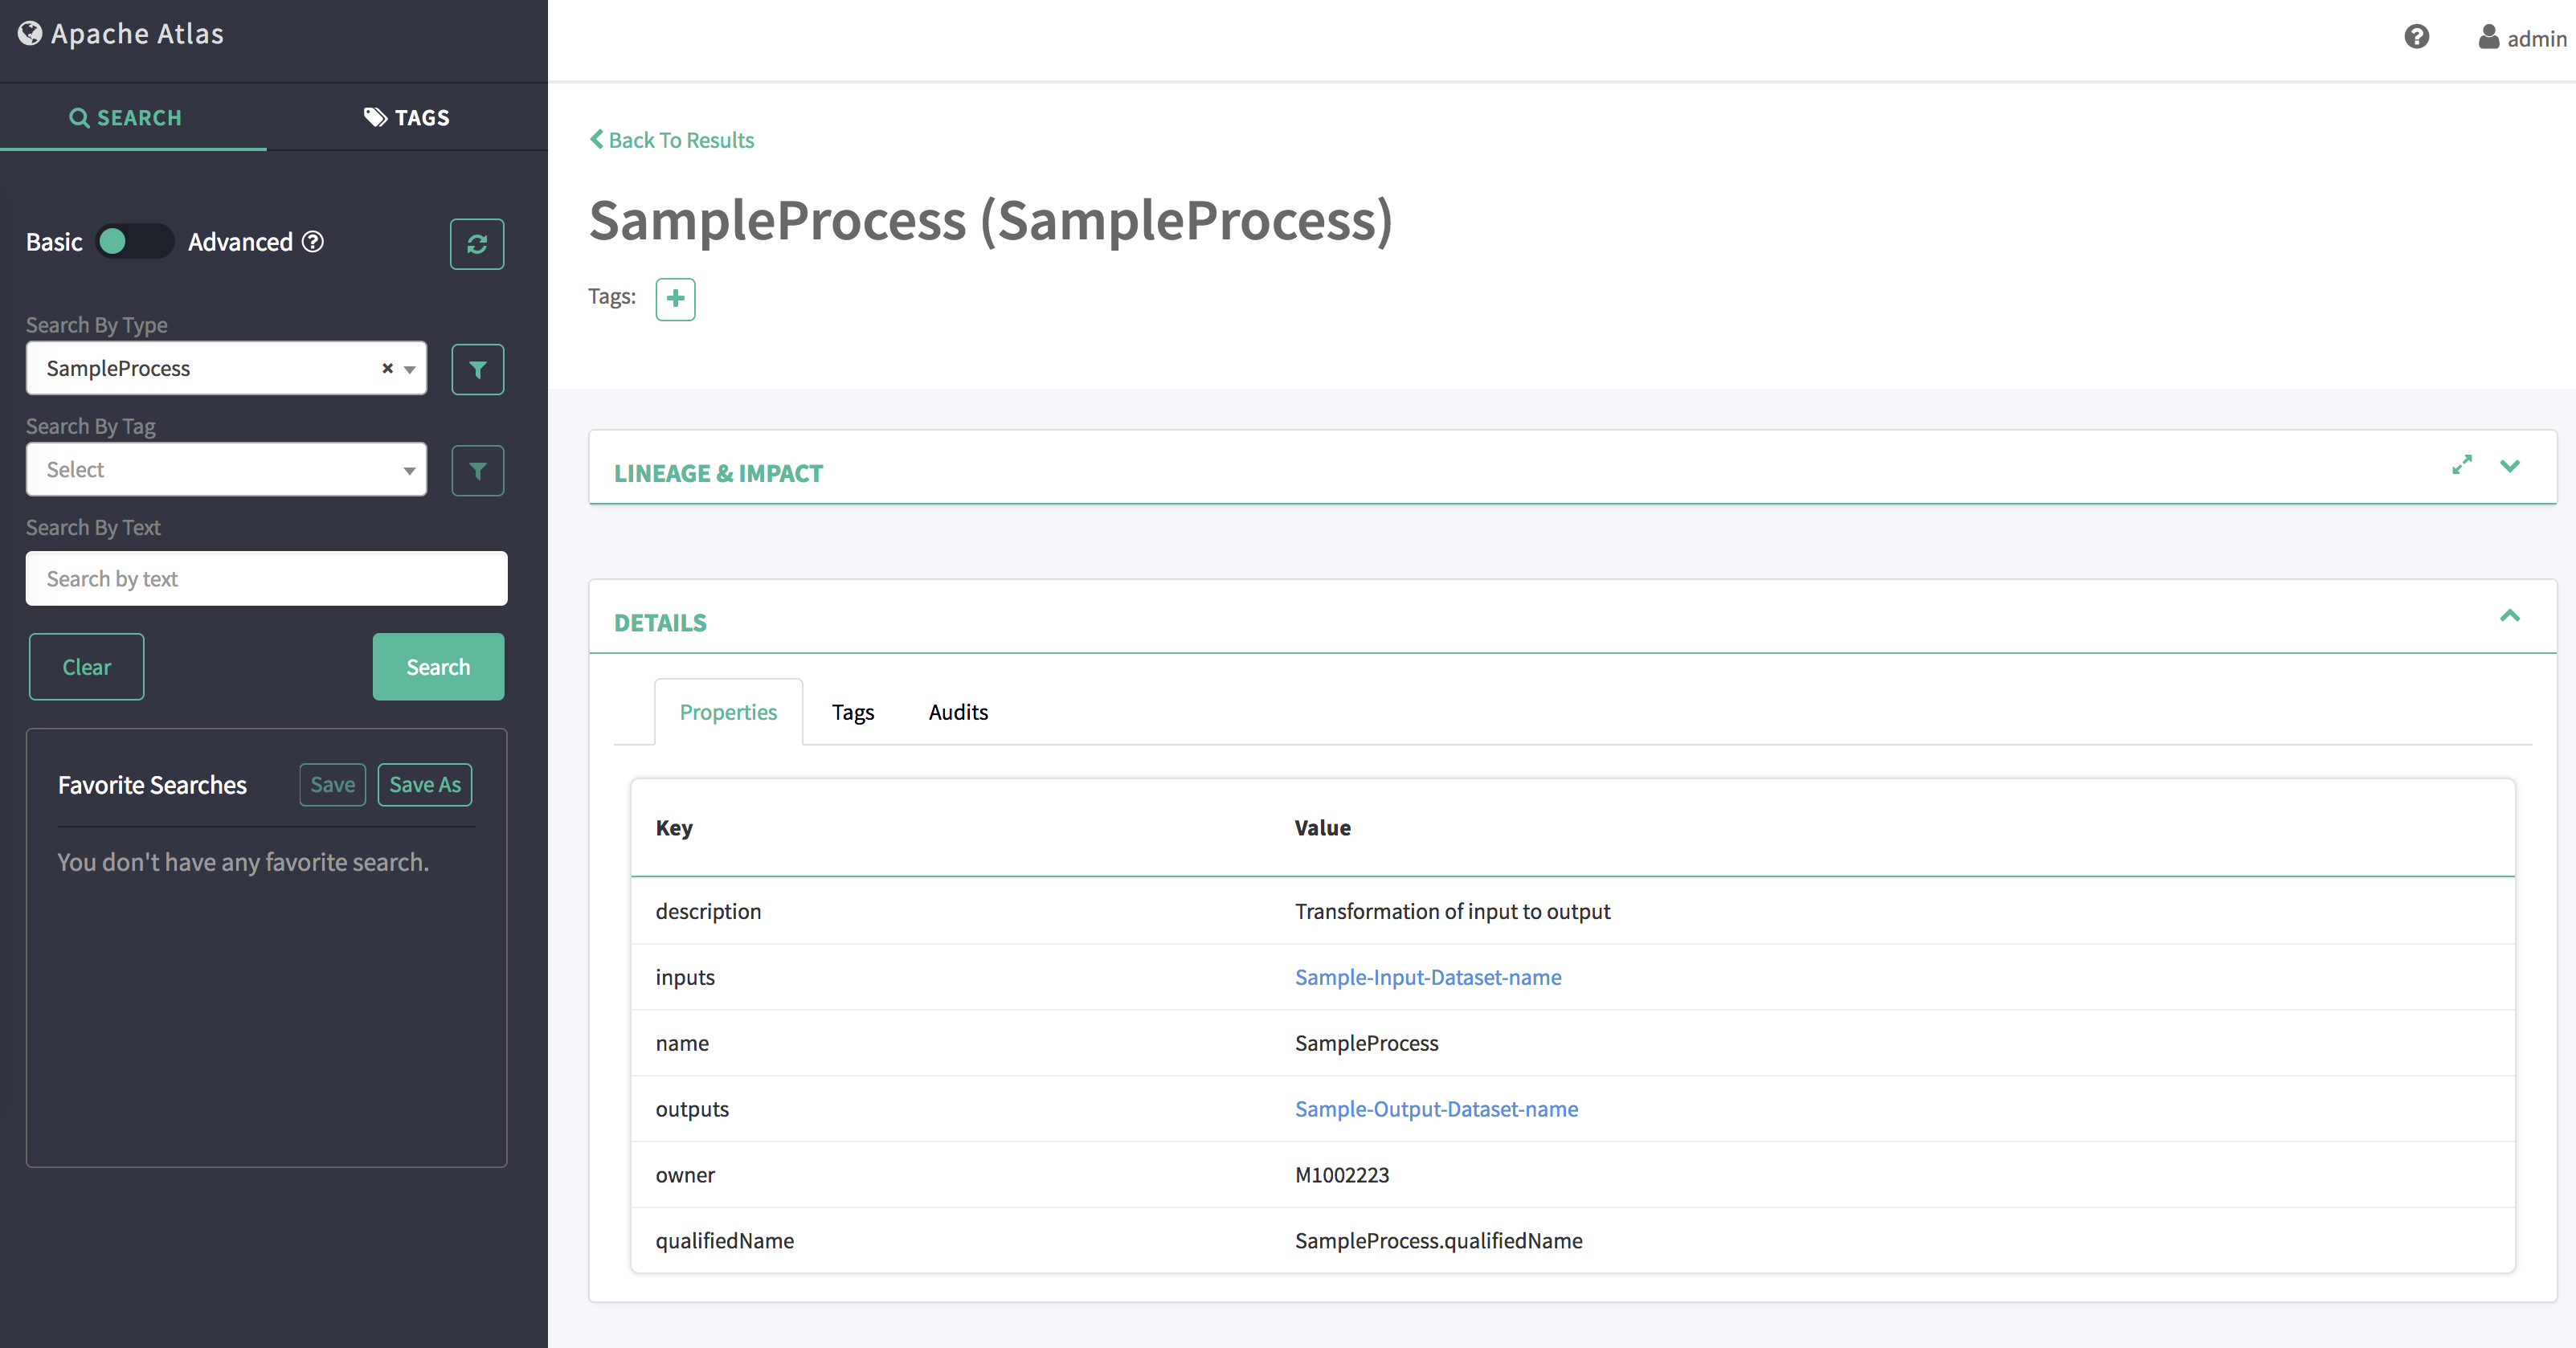 Apache Atlas
admin
SEARCH
TAGS
Basic Advanced
Search By Type
SampleProcess
Search By Tag
Select
Search By Text
Search by text
Clear Search
Favorite Searches Save Save As
You don't have any favorite search.
Back To Results
SampleProcess (SampleProcess)
Tags:
LINEAGE & IMPACT
DETAILS
Properties Tags Audits
Key Value
description Transformation of input to output
inputs Sample-Input-Dataset-name
name SampleProcess
outputs Sample-Output-Dataset-name
owner M1002223
qualifiedName SampleProcess.qualifiedName